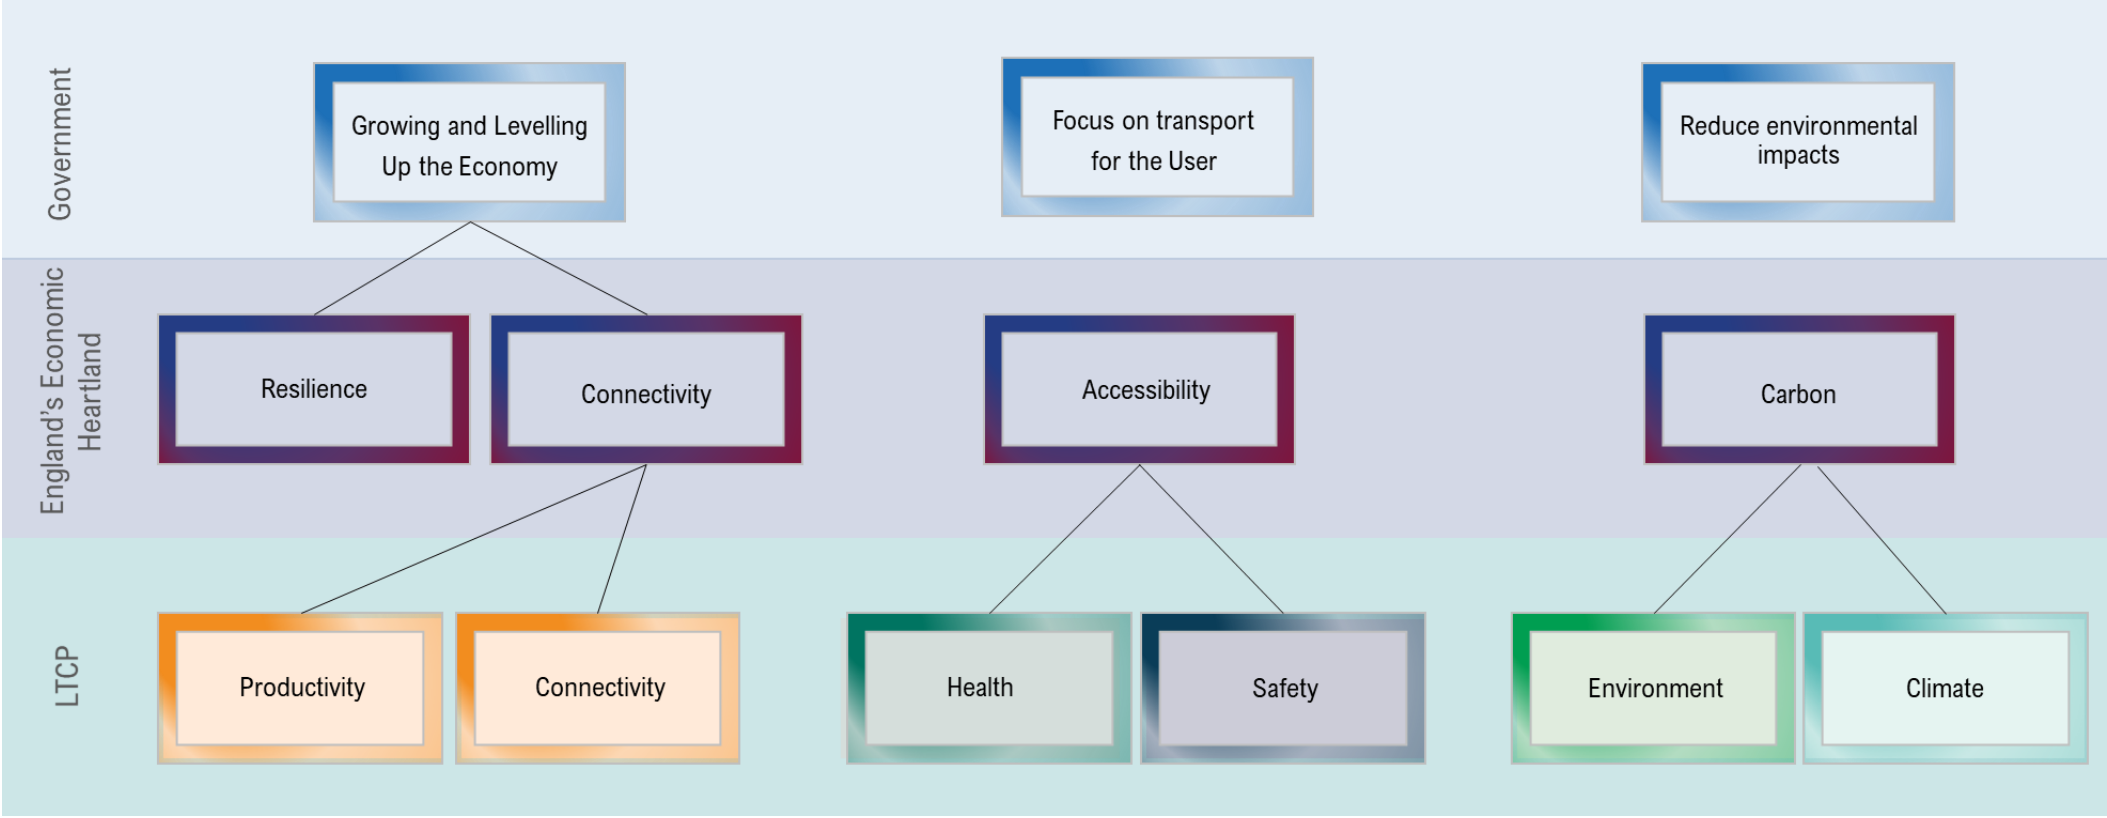 Government
Growing and Levelling
Up the Economy
Focus on transport
for the User
Reduce environmental
impacts
England's Economic
Heartland
Resilience
Connectivity
Accessibility
Carbon
LTCP
Productivity
Connectivity
Health
Safety
Environment
Climate